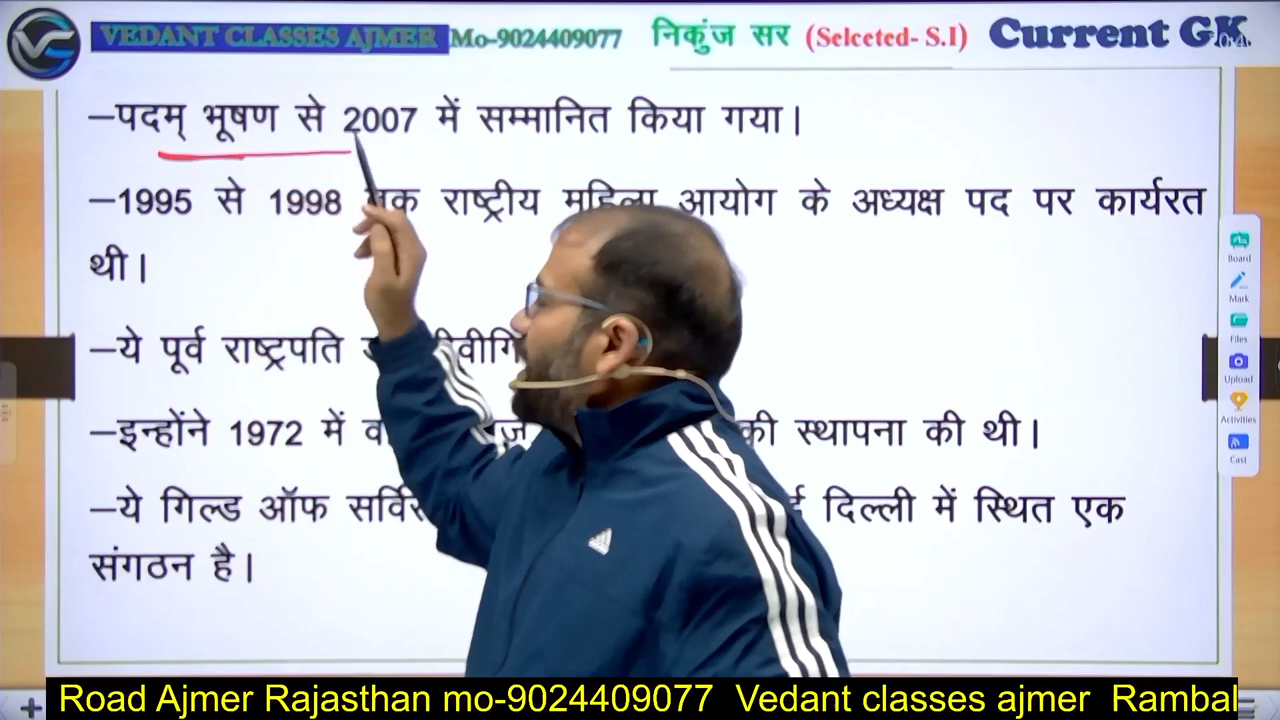 VEDANT CLASSES AJMER Mo-9024409077 निकुंज सर (Selceted- S.I) Current GK
–पदम् भूषण से 2007 में सम्मानित किया गया।
–1995 से 1998 तक राष्ट्रीय महिला आयोग के अध्यक्ष पद पर कार्यरत
थी।
–ये पूर्व राष्ट्रपति
–इन्होंने 1972 में की स्थापना की थी।
–ये गिल्ड ऑफ दिल्ली में स्थित एक
संगठन है।
Board
Mark
Files
Upload
Activities
Cast
Road Ajmer Rajasthan mo-9024409077 Vedant classes ajmer Rambal